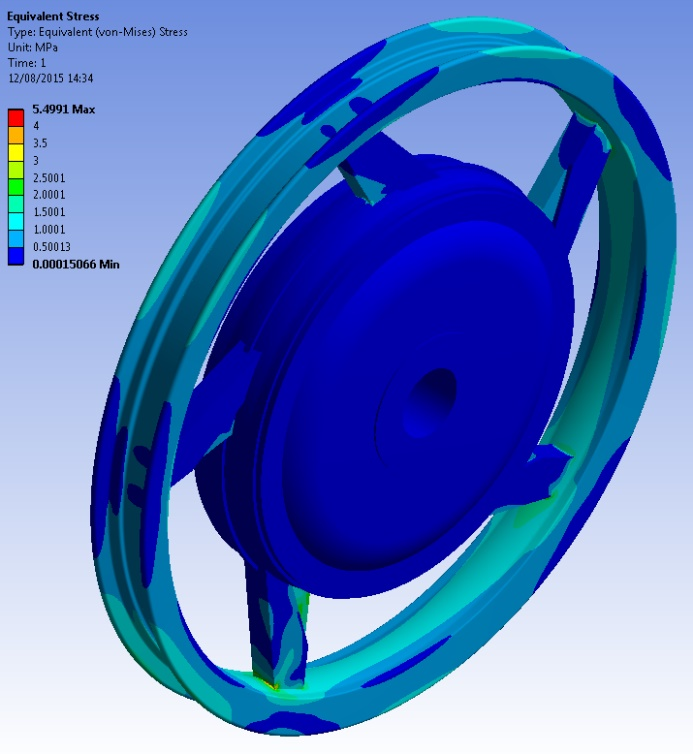 Equivalent Stress
Type: Equivalent (von-Mises) Stress
Unit: MPa
Time: 1
12/08/2015 14:34
5.4991 Max
4
3.5
3
2.5001
2.0001
1.5001
1.0001
0.50013
0.00015066 Min